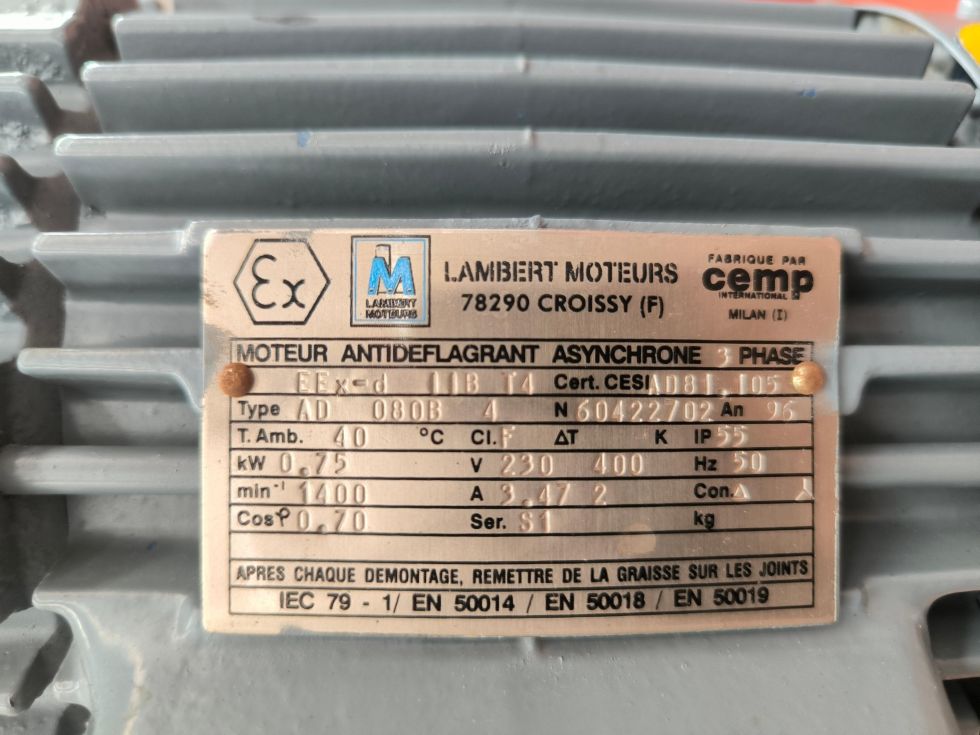 Ex
M
LAMBERT
MOTEURS
LAMBERT MOTEURS
78290 CROISSY (F)
FABRIQUE PAR
cemp
INTERNATIONAL
MILAN (I)
MOTEUR ANTIDEFLAGRANT ASYNCHRONE 3 PHASE
EEx-d IIB T4 Cert. CESI AD81.105
Type AD 080B 4 N 60422702 An 96
T. Amb. 40 °C Cl. F ΔT K IP 55
kW 0,75 V 230 400 Hz 50
min⁻¹ 1400 A 3,47 2 Con. Δ Y
Cosφ 0,70 Ser. S1 kg
APRES CHAQUE DEMONTAGE, REMETTRE DE LA GRAISSE SUR LES JOINTS
IEC 79 - 1/ EN 50014 / EN 50018 / EN 50019